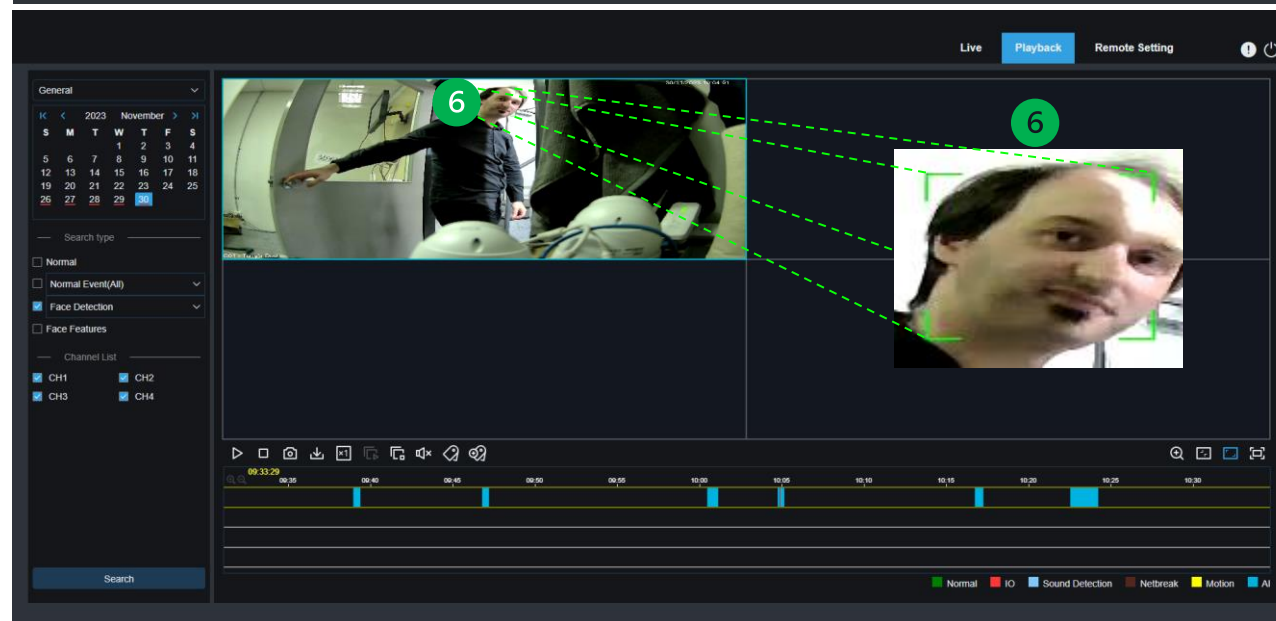 Live Playback Remote Setting
General
2023 November
S M T W T F S
1 2 3 4
5 6 7 8 9 10 11
12 13 14 15 16 17 18
19 20 21 22 23 24 25
26 27 28 29 30
Search type
Normal
Normal Event(All)
Face Detection
Face Features
Channel List
CH1 CH2
CH3 CH4
Search
6
6
×1
09:33:29
09:35 09:40 09:45 09:50 09:55 10:00 10:05 10:10 10:15 10:20 10:25 10:30
Normal IO Sound Detection Netbreak Motion AI